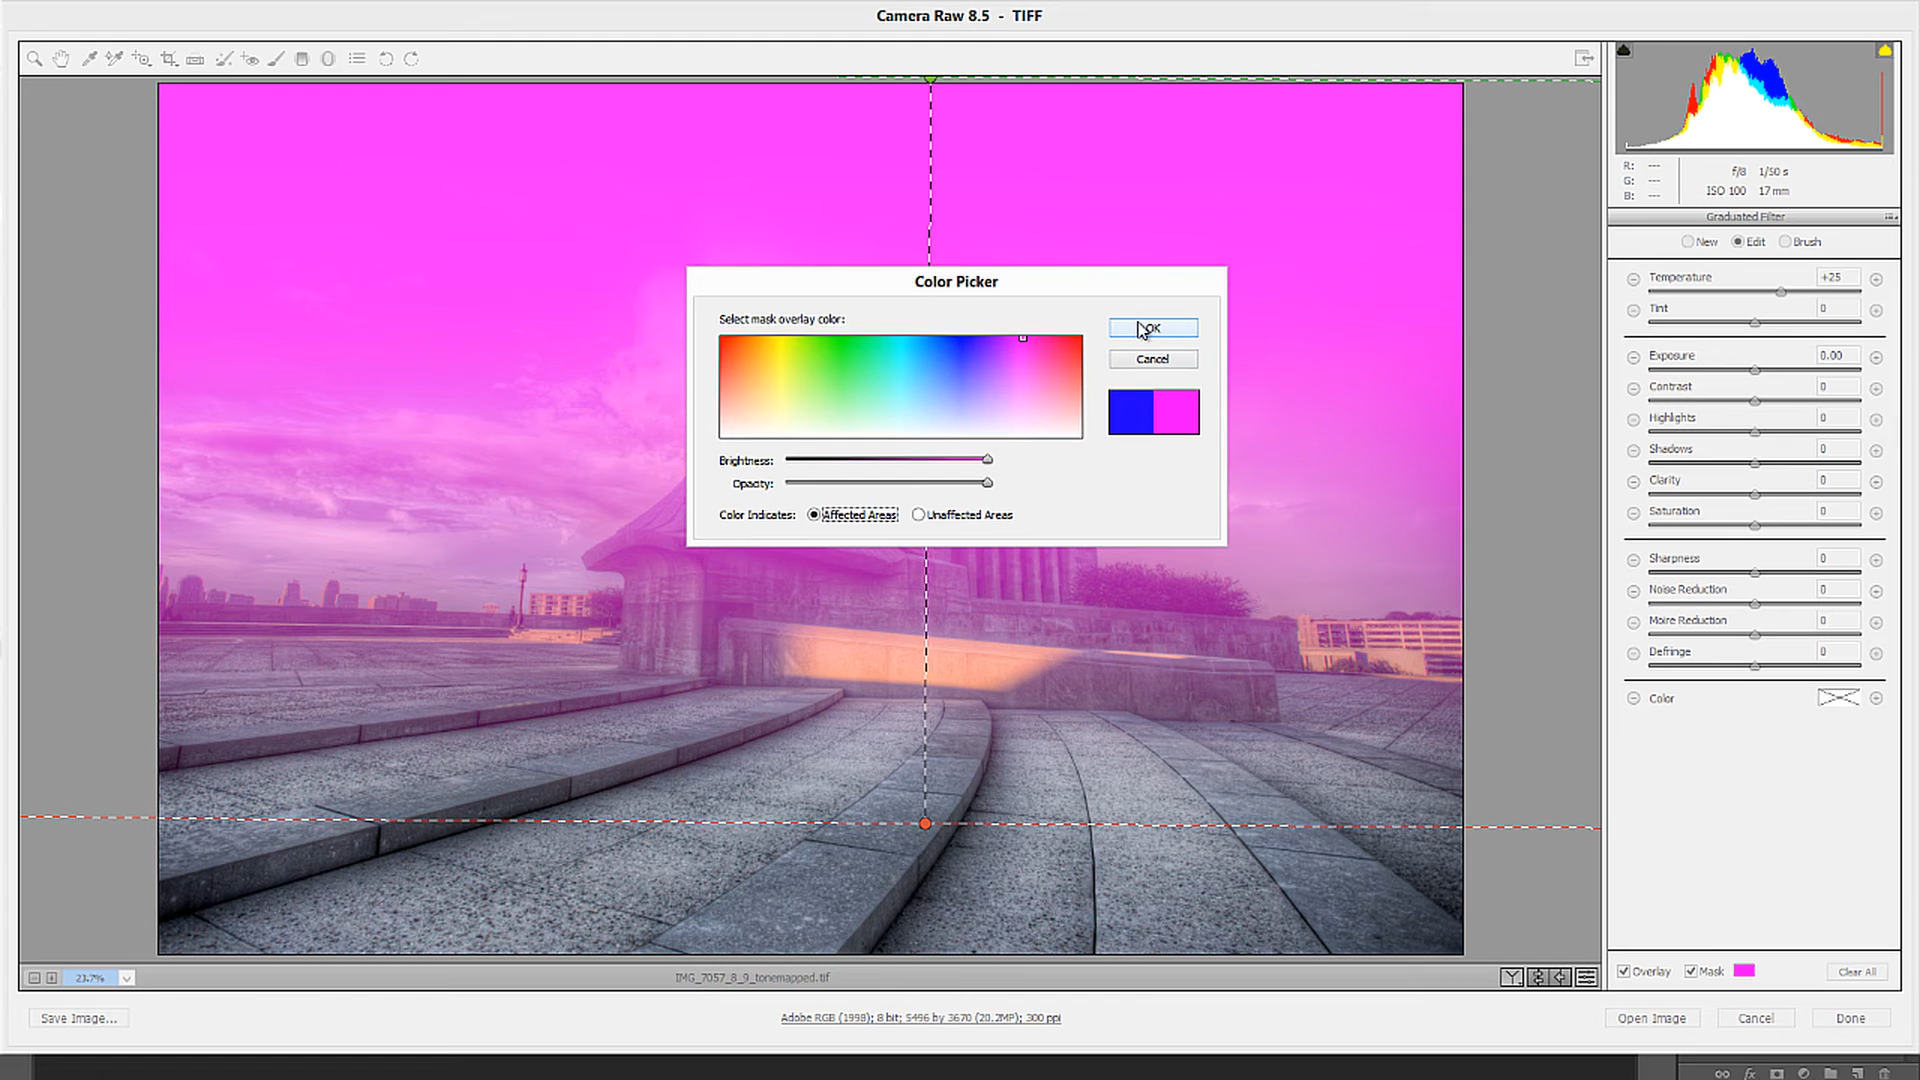 Camera Raw 8.5 - TIFF
R: ---
G: ---
B: ---
f/8 1/50 s
ISO 100 17 mm
Graduated Filter
New Edit Brush
Temperature +25
Tint 0
Exposure 0.00
Contrast 0
Highlights 0
Shadows 0
Clarity 0
Saturation 0
Sharpness 0
Noise Reduction 0
Moire Reduction 0
Defringe 0
Color
Color Picker
Select mask overlay color:
OK
Cancel
Brightness:
Opacity:
Color Indicates: Affected Areas Unaffected Areas
Overlay Mask Clear All
23.7%
IMG_7057_8_9_tonemapped.tif
Save Image...
Adobe RGB (1998); 8 bit; 5496 by 3670 (20.2MP); 300 ppi
Open Image Cancel Done
fx